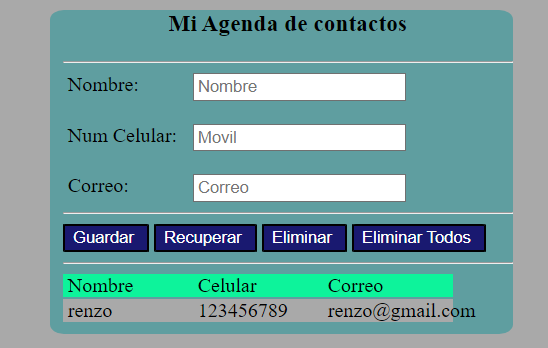 Mi Agenda de contactos
Nombre: Nombre
Num Celular: Movil
Correo: Correo
Guardar Recuperar Eliminar Eliminar Todos
Nombre Celular Correo
renzo 123456789 renzo@gmail.com